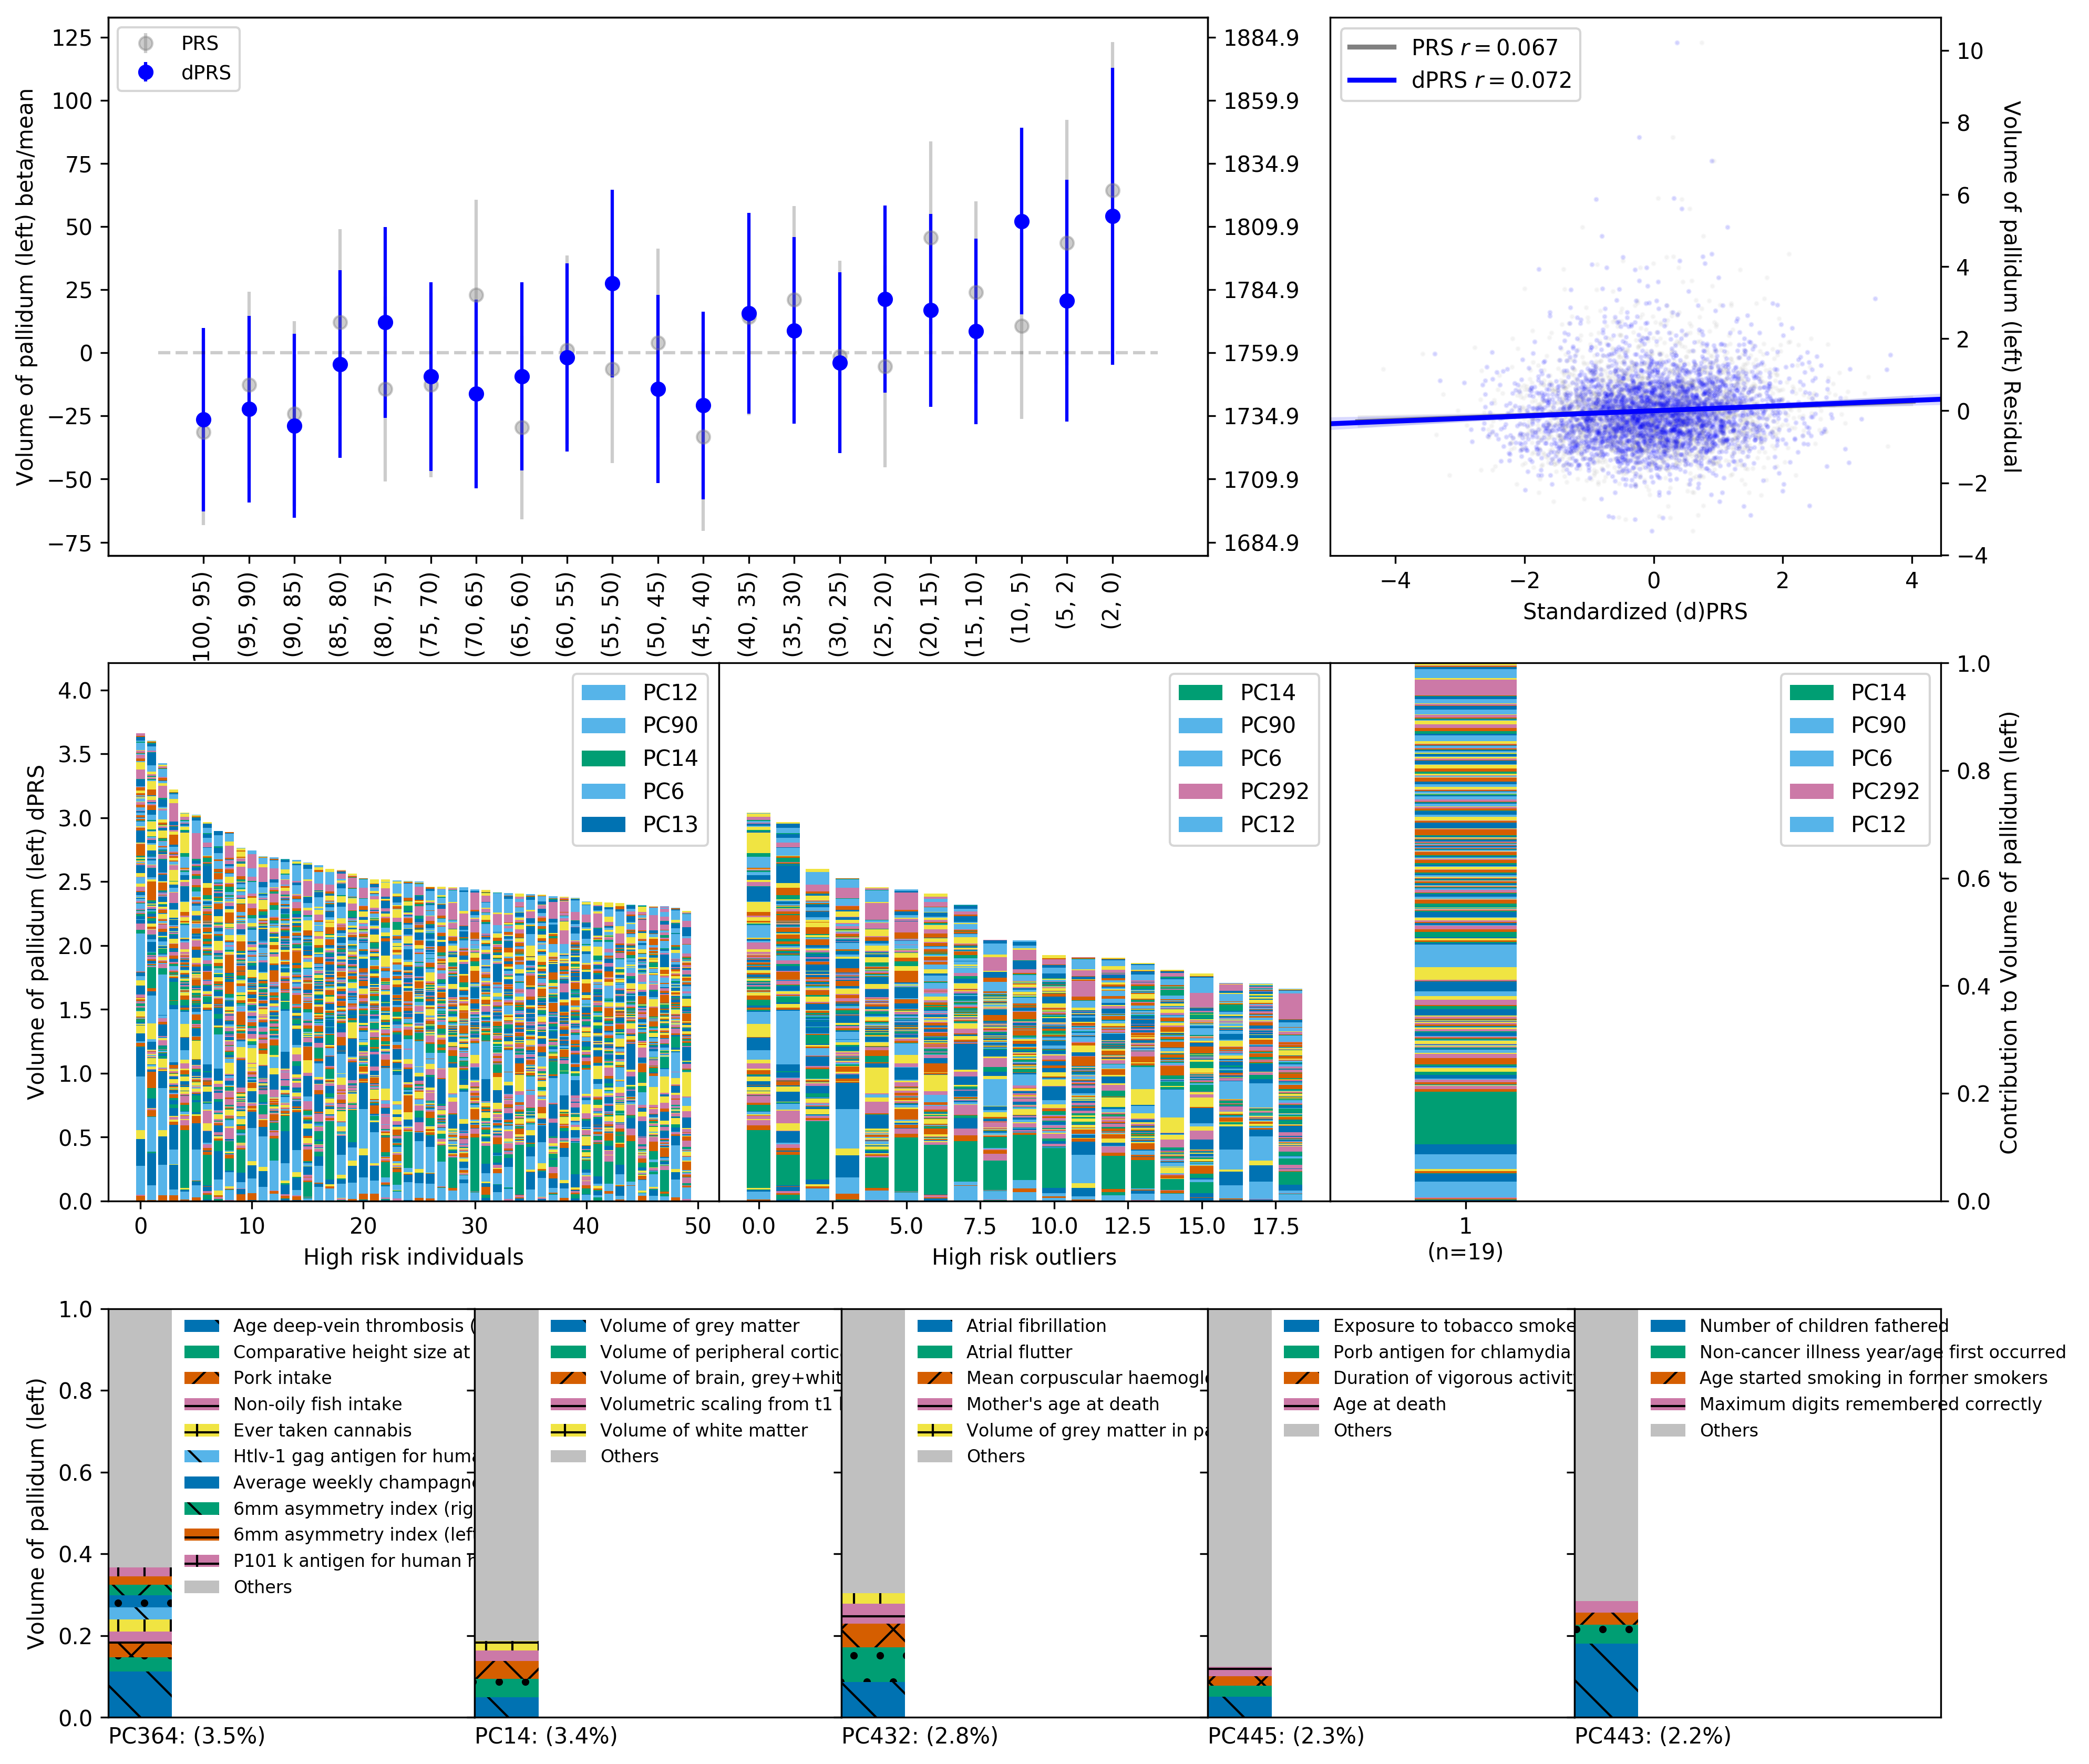 125
100
75
50
25
0
−25
−50
−75
Volume of pallidum (left) beta/mean
PRS
dPRS
1884.9
1859.9
1834.9
1809.9
1784.9
1759.9
1734.9
1709.9
1684.9
100, 95)
(95, 90)
(90, 85)
(85, 80)
(80, 75)
(75, 70)
(70, 65)
(65, 60)
(60, 55)
(55, 50)
(50, 45)
(45, 40)
(40, 35)
(35, 30)
(30, 25)
(25, 20)
(20, 15)
(15, 10)
(10, 5)
(5, 2)
(2, 0)
PRS r = 0.067
dPRS r = 0.072
10
8
6
4
2
0
−2
−4
Volume of pallidum (left) Residual
−4 −2 0 2 4
Standardized (d)PRS
4.0
3.5
3.0
2.5
2.0
1.5
1.0
0.5
0.0
Volume of pallidum (left) dPRS
PC12
PC90
PC14
PC6
PC13
0 10 20 30 40 50
High risk individuals
PC14
PC90
PC6
PC292
PC12
0.0 2.5 5.0 7.5 10.0 12.5 15.0 17.5
High risk outliers
PC14
PC90
PC6
PC292
PC12
1
(n=19)
1.0
0.8
0.6
0.4
0.2
0.0
Contribution to Volume of pallidum (left)
1.0
0.8
0.6
0.4
0.2
0.0
Volume of pallidum (left)
Age deep-vein thrombosis (
Comparative height size at
Pork intake
Non-oily fish intake
Ever taken cannabis
Htlv-1 gag antigen for huma
Average weekly champagne
6mm asymmetry index (rig
6mm asymmetry index (left
P101 k antigen for human h
Others
PC364: (3.5%)
Volume of grey matter
Volume of peripheral cortic
Volume of brain, grey+whit
Volumetric scaling from t1
Volume of white matter
Others
PC14: (3.4%)
Atrial fibrillation
Atrial flutter
Mean corpuscular haemoglo
Mother's age at death
Volume of grey matter in pa
Others
PC432: (2.8%)
Exposure to tobacco smoke
Porb antigen for chlamydia
Duration of vigorous activit
Age at death
Others
PC445: (2.3%)
Number of children fathered
Non-cancer illness year/age first occurred
Age started smoking in former smokers
Maximum digits remembered correctly
Others
PC443: (2.2%)